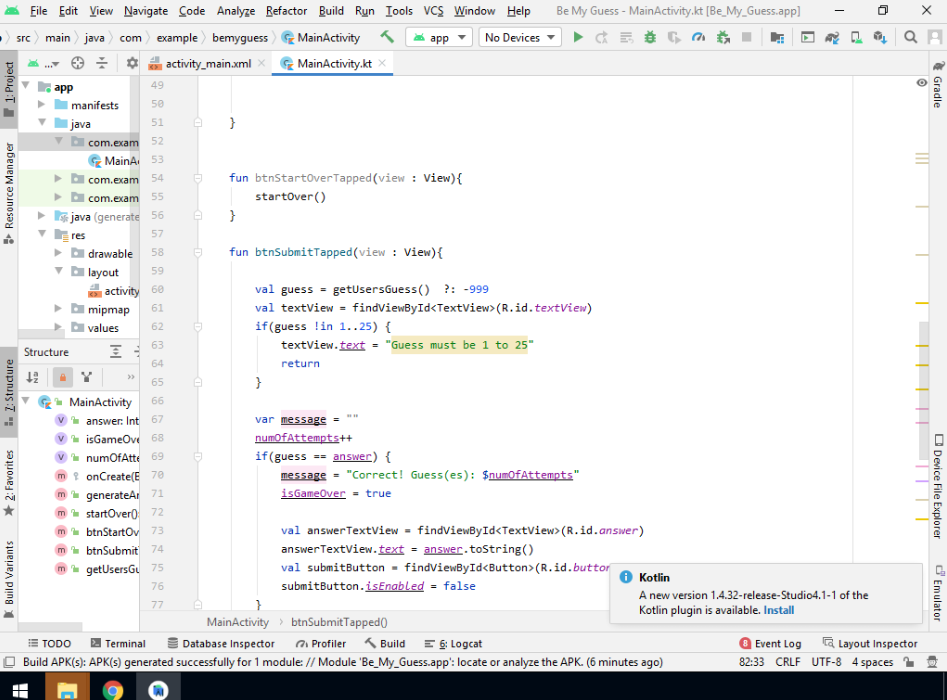 File Edit View Navigate Code Analyze Refactor Build Run Tools VCS Window Help Be My Guess - MainActivity.kt [Be_My_Guess.app]
src main java com example bemyguess MainActivity app No Devices
1: Project
Resource Manager
Z: Structure
2: Favorites
Build Variants
...
activity_main.xml MainActivity.kt
app
manifests
java
com.exam
MainA
com.exam
com.exam
java (generate
res
drawable
layout
activity
mipmap
values
Structure
MainActivity
answer: Int
isGameOve
numOfAtte
onCreate(B
generateAn
startOver():
btnStartOv
btnSubmit
getUsersGu
49
50
51 }
52
53
54 fun btnStartOverTapped(view : View){
55 startOver()
56 }
57
58 fun btnSubmitTapped(view : View){
59
60 val guess = getUsersGuess() ?: -999
61 val textView = findViewById<TextView>(R.id.textView)
62 if(guess !in 1..25) {
63 textView.text = "Guess must be 1 to 25"
64 return
65 }
66
67 var message = ""
68 numOfAttempts++
69 if(guess == answer) {
70 message = "Correct! Guess(es): $numOfAttempts"
71 isGameOver = true
72
73 val answerTextView = findViewById<TextView>(R.id.answer)
74 answerTextView.text = answer.toString()
75 val submitButton = findViewById<Button>(R.id.button
76 submitButton.isEnabled = false
77 }
MainActivity btnSubmitTapped()
Gradle
Device File Explorer
Emulator
Kotlin
A new version 1.4.32-release-Studio4.1-1 of the
Kotlin plugin is available. Install
TODO Terminal Database Inspector Profiler Build 6: Logcat 8 Event Log Layout Inspector
Build APK(s): APK(s) generated successfully for 1 module: // Module 'Be_My_Guess.app': locate or analyze the APK. (6 minutes ago) 82:33 CRLF UTF-8 4 spaces